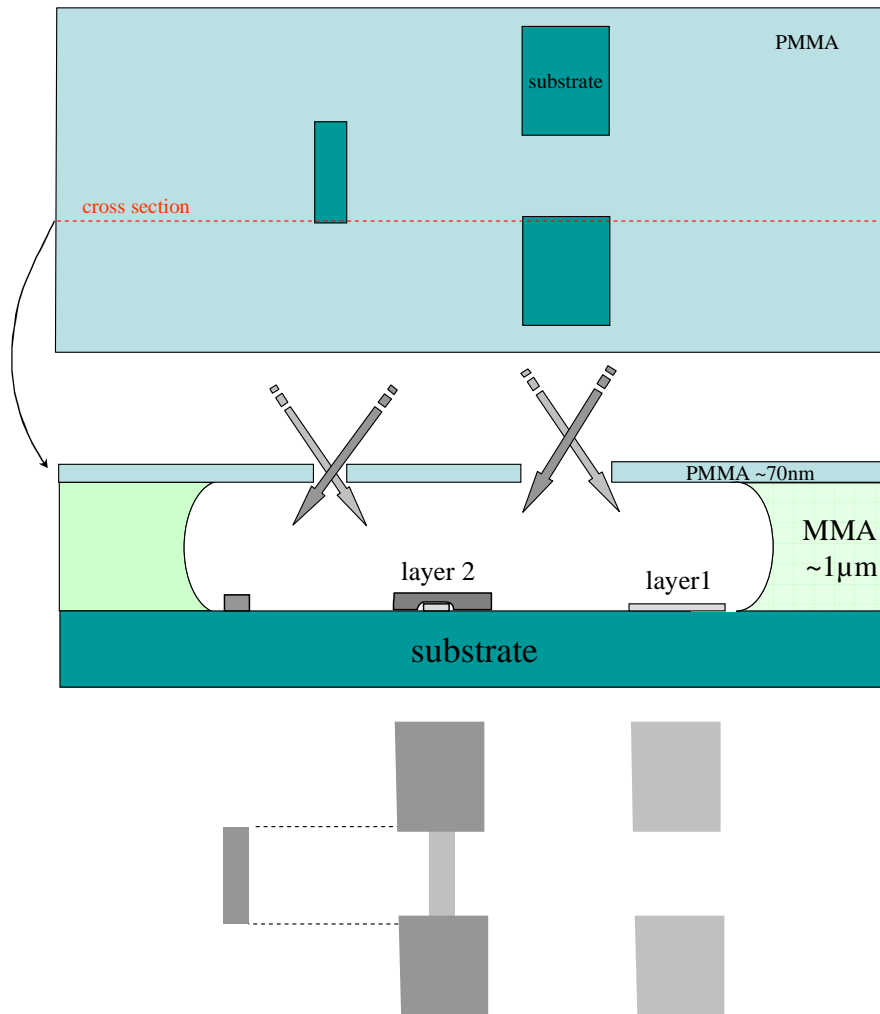 PMMA
substrate
cross section
PMMA ~70nm
MMA
~1µm
layer 2
layer1
substrate